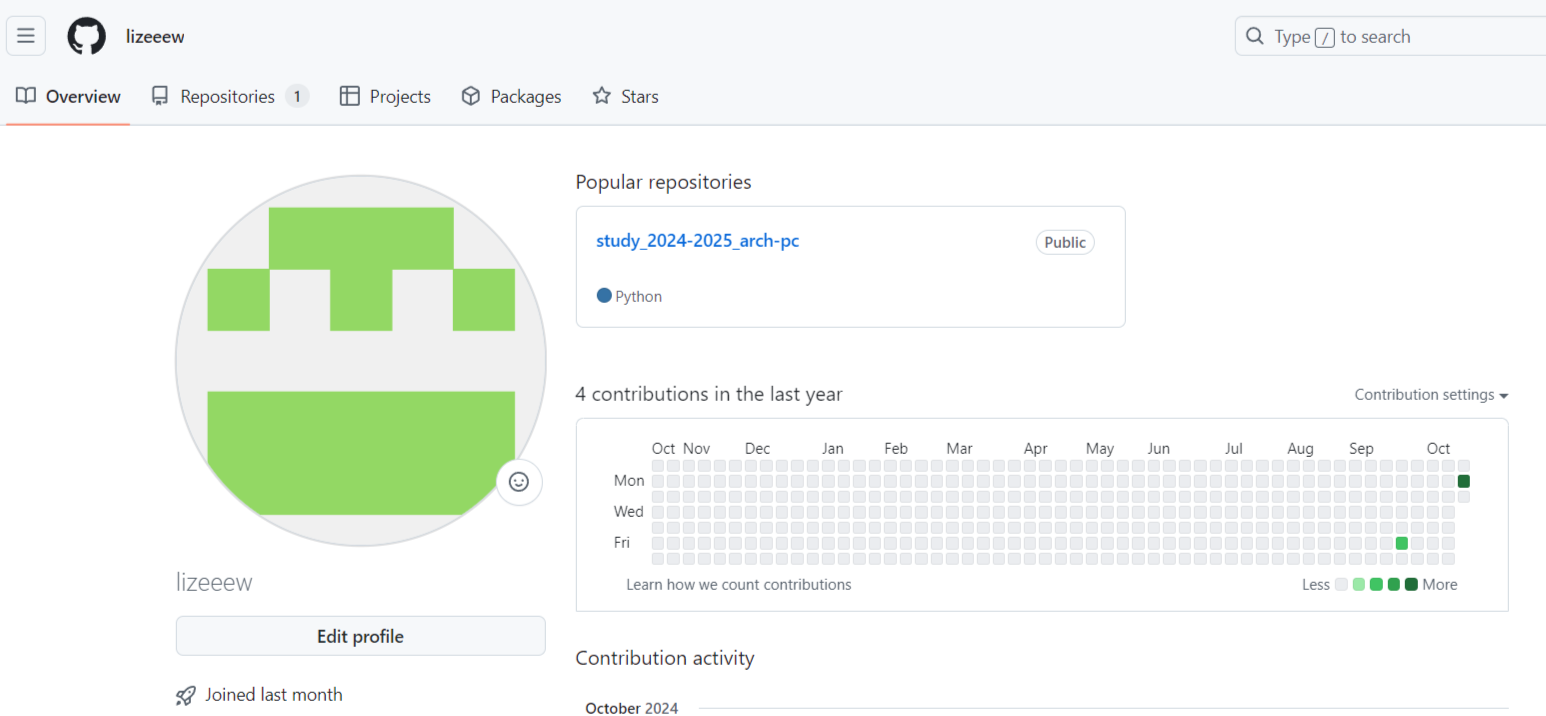 lizeeew
Type / to search
Overview Repositories 1 Projects Packages Stars
Popular repositories
study_2024-2025_arch-pc Public
Python
4 contributions in the last year Contribution settings
Oct Nov Dec Jan Feb Mar Apr May Jun Jul Aug Sep Oct
Mon
Wed
Fri
Learn how we count contributions Less More
lizeeew
Edit profile
Joined last month
Contribution activity
October 2024